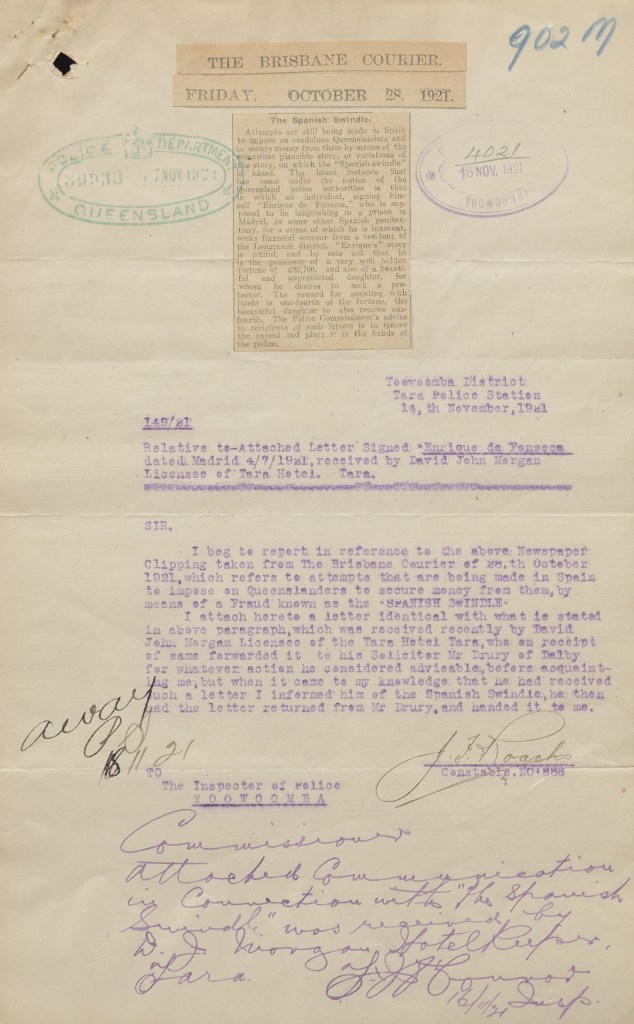 902 M
THE BRISBANE COURIER.
FRIDAY. OCTOBER 28, 1921.
POLICE DEPARTMENT
NOV 1921
QUEENSLAND
4021
16 NOV. 1921
TOOWOOMBA
The Spanish Swindle.
Attempts are still being made in Spain
to impose on credulous Queenslanders and
to secure money from them by means of the
somewhat plausible story, or variations of
the story, on which the "Spanish swindle"
is based. The latest instance that
has come under the notice of the
Queensland police authorities is that
in which an individual, signing him-
self "Enrique de Fonseca," who is sup-
posed to be languishing in a prison in
Madrid, or some other Spanish peniten-
tiary, for a crime of which he is innocent,
seeks financial succour from a resident of
the Longreach district. "Enrique's" story
is pitiful, and he sets out that he
is the possessor of a very well hidden
fortune of and also of a beauti-
ful and unprotected daughter, for
whom he desires to seek a pro-
tector. The reward for assisting with
funds is one-fourth of the fortune, the
beautiful daughter to also receive one-
fourth. The Police Commissioner's advice
to recipients of such letters is to ignore
the appeal and place it in the hands of
the police.
Toowoomba District
Tara Police Station
14,th November,1921
149/21
Relative to-Attached Letter Signed "Enrique da Fonseca
dated Madrid 4/7/1921,received by David John Morgan
Licensee of Tara Hotel. Tara.
SIR.
I beg to report in reference to the above Newspaper
Clipping taken from The Brisbane Courier of 28.th October
1921,which refers to attempts that are being made in Spain
to impose on Queenslanders to secure money from them,by
means of a Fraud known as the "SPANISH SWINDLE"
I attach hereto a letter identical with what is stated
in above paragraph,which was received recently by David
John Morgan Licensee of the Tara Hotel Tara,who on receipt
of same forwarded it to his Solicitor Mr Drury of Dalby
for whatever action he considered advisable,before acquaint-
ing me,but when it came to my knowledge that he had received
such a letter I informed him of the Spanish Swindle,he then
had the letter returned from Mr Drury,and handed it to me.
away
18/11 21
J. F. Roach
TO
Constable.NO.886
The Inspector of Police
TOOWOOMBA
Commissioner
Attached Communication
in Connection with "The Spanish
Swindle" was received by
D. J. Morgan, Hotel Keeper,
of Tara.
O'Connor
16/11/21 Insp.